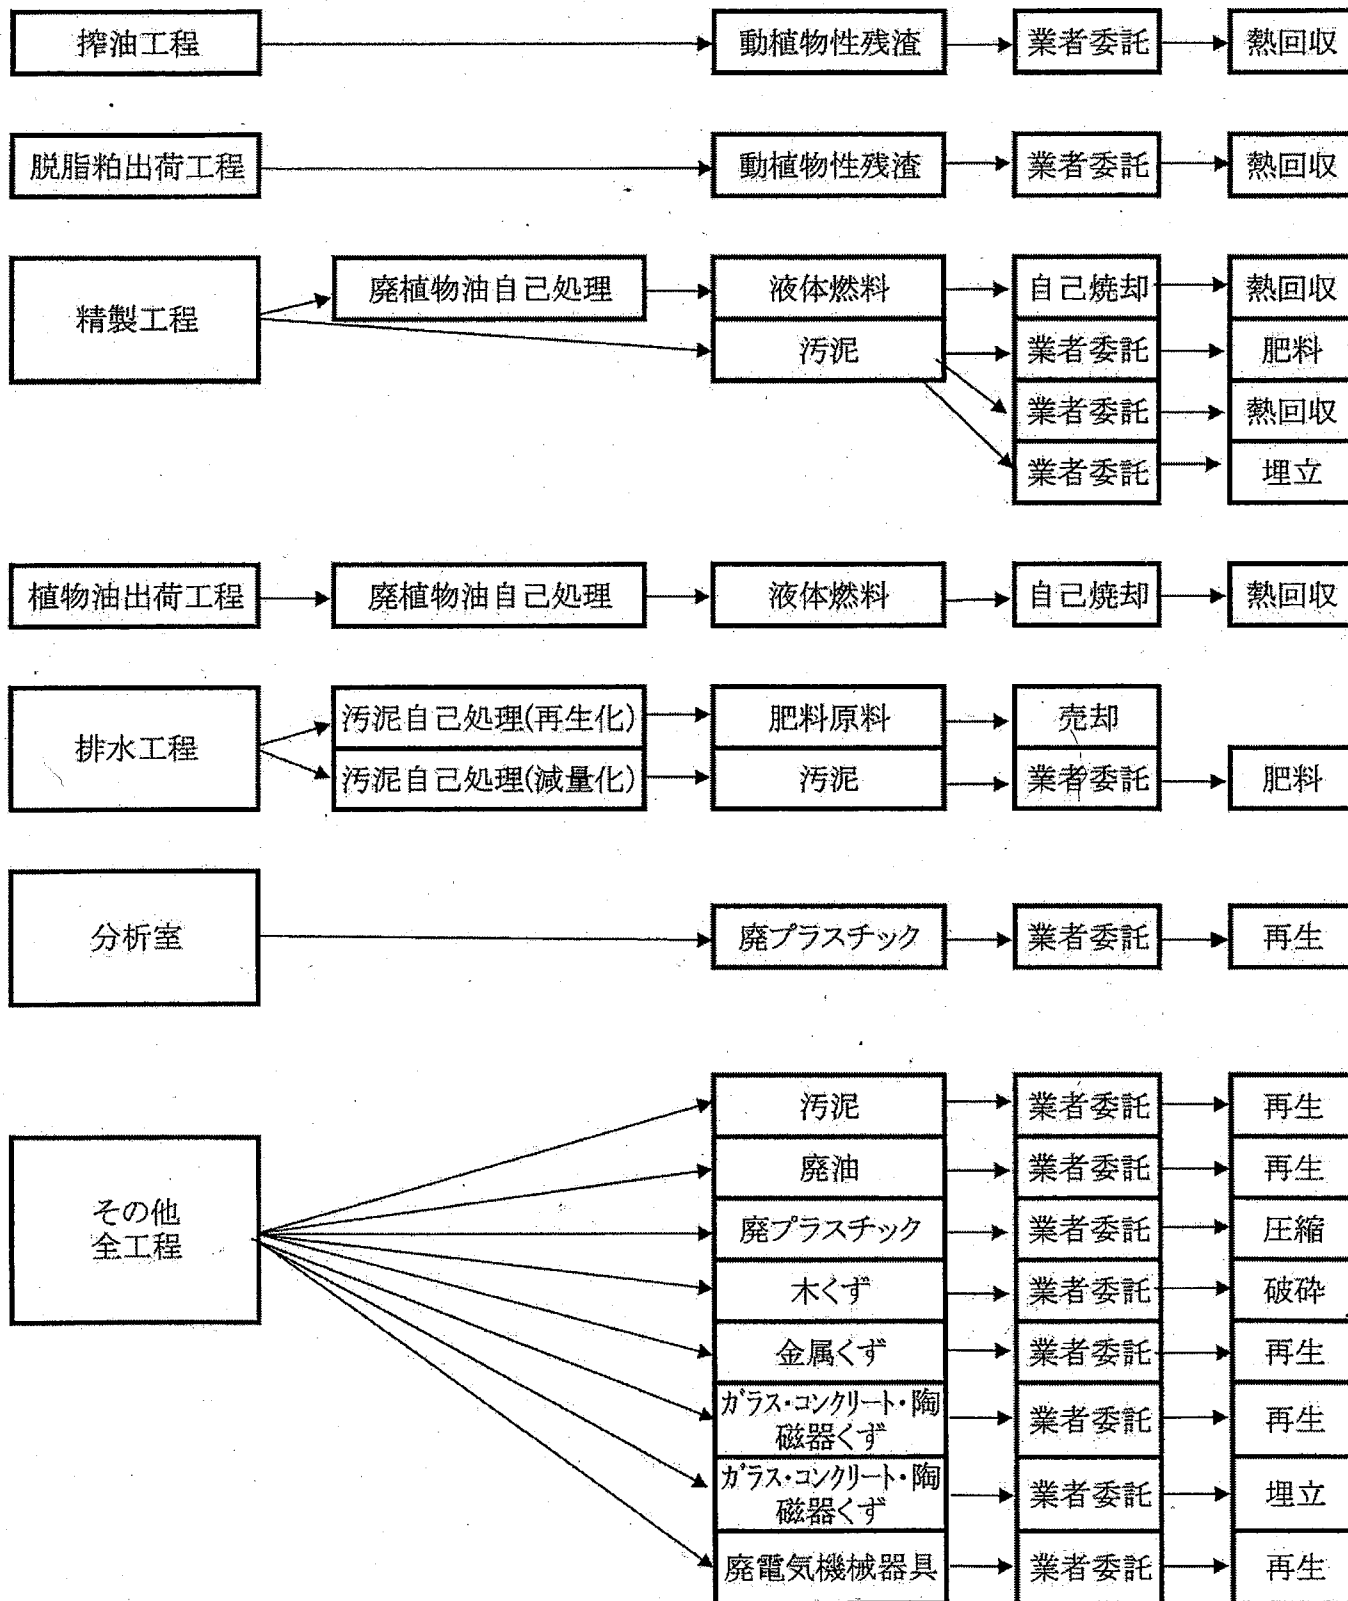 搾油工程
動植物性残渣
業者委託
熱回収
脱脂粕出荷工程
動植物性残渣
業者委託
熱回収
精製工程
廃植物油自己処理
液体燃料
自己焼却
熱回収
汚泥
業者委託
肥料
業者委託
熱回収
業者委託
埋立
植物油出荷工程
廃植物油自己処理
液体燃料
自己焼却
熱回収
排水工程
汚泥自己処理(再生化)
肥料原料
売却
汚泥自己処理(減量化)
汚泥
業者委託
肥料
分析室
廃プラスチック
業者委託
再生
その他
全工程
汚泥
業者委託
再生
廃油
業者委託
再生
廃プラスチック
業者委託
圧縮
木くず
業者委託
破砕
金属くず
業者委託
再生
ガラス・コンクリート・陶
磁器くず
業者委託
再生
ガラス・コンクリート・陶
磁器くず
業者委託
埋立
廃電気機械器具
業者委託
再生